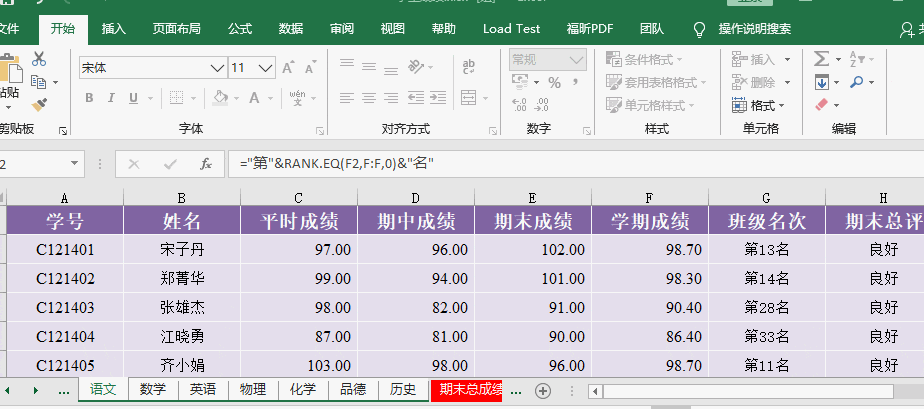 文件 开始 插入 页面布局 公式 数据 审阅 视图 帮助 Load Test 福昕PDF 团队 操作说明搜索
宋体 11 A A 常规 条件格式 插入
粘贴 B I U A wén 文 ab c % 套用表格格式 删除
单元格样式 格式
剪贴板 字体 对齐方式 数字 样式 单元格 编辑
2 fx ="第"&RANK.EQ(F2,F:F,0)&"名"
A B C D E F G H
学号 姓名 平时成绩 期中成绩 期末成绩 学期成绩 班级名次 期末总评
C121401 宋子丹 97.00 96.00 102.00 98.70 第13名 良好
C121402 郑菁华 99.00 94.00 101.00 98.30 第14名 良好
C121403 张雄杰 98.00 82.00 91.00 90.40 第28名 良好
C121404 江晓勇 87.00 81.00 90.00 86.40 第33名 良好
C121405 齐小娟 103.00 98.00 96.00 98.70 第11名 良好
... 语文 数学 英语 物理 化学 品德 历史 期末总成绩 ...